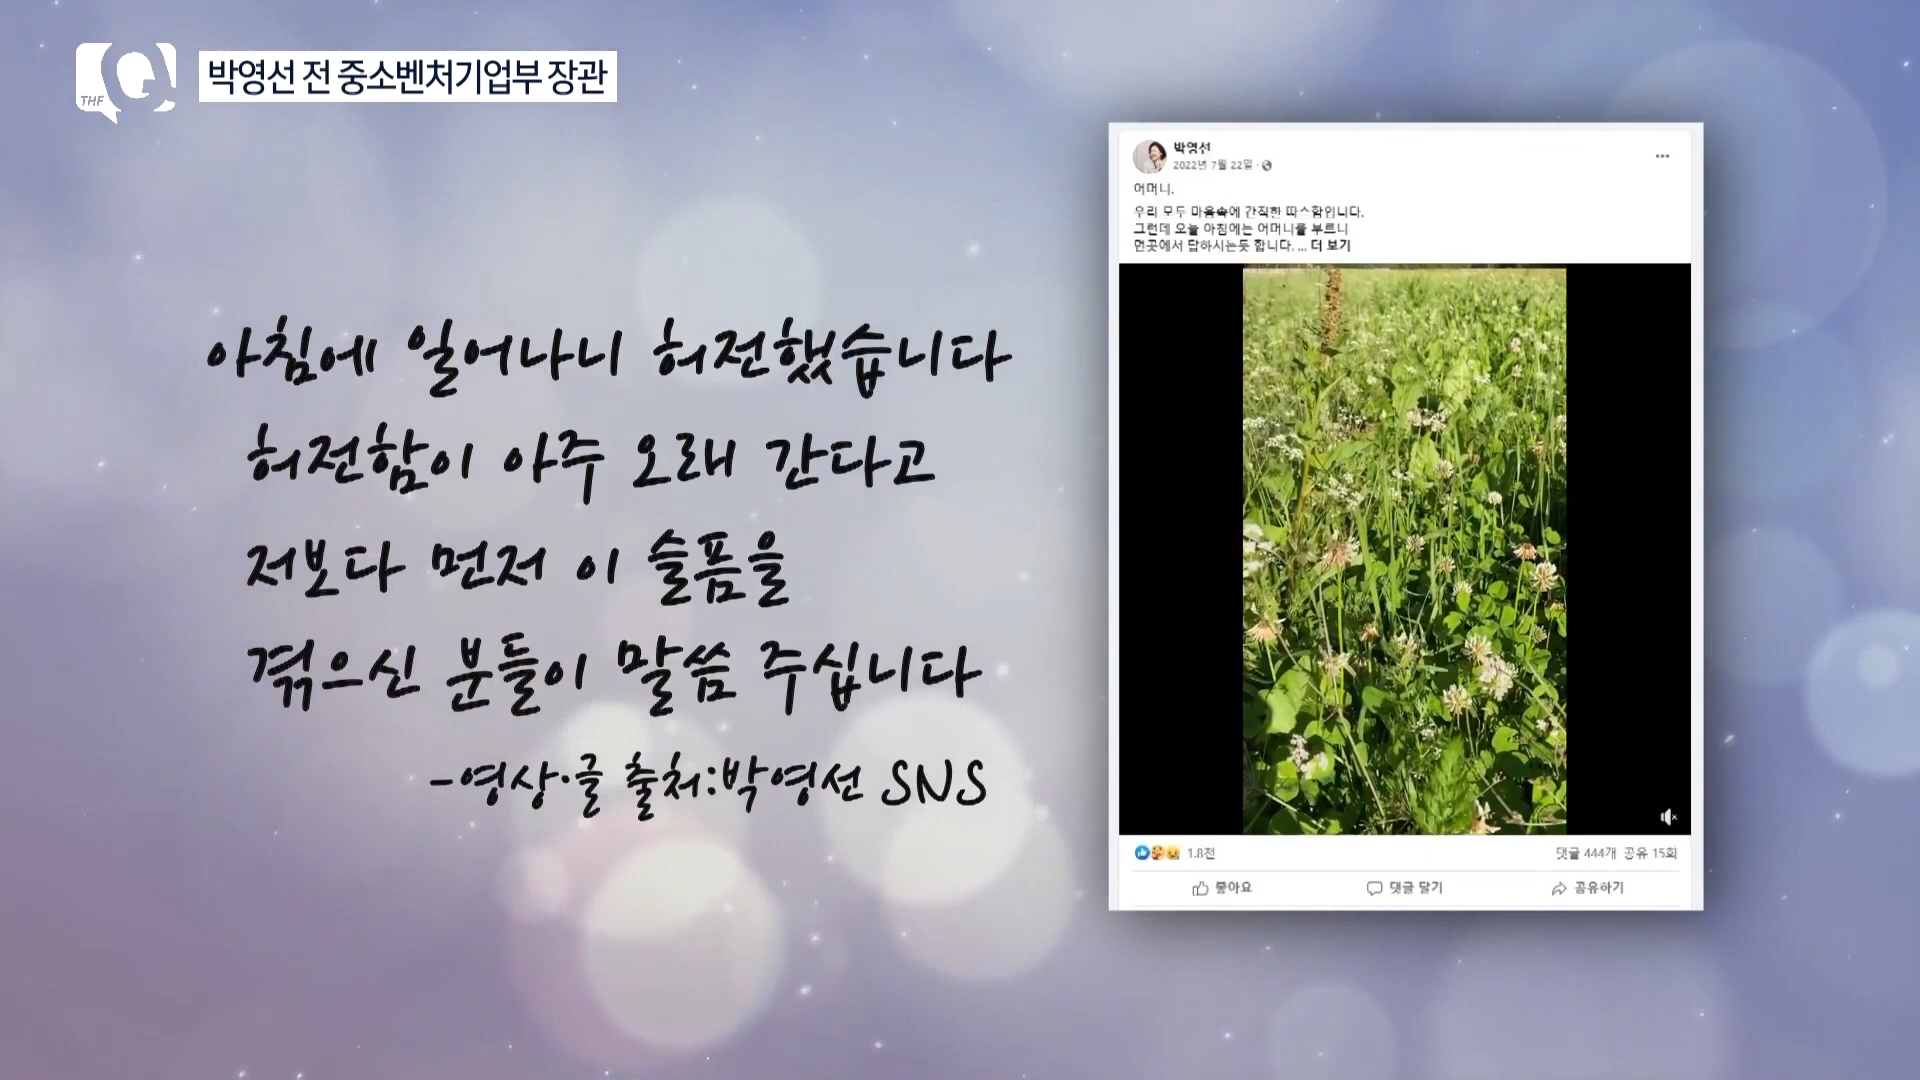 THE
박영선 전 중소벤처기업부 장관
아침에 일어나니 허전했습니다
허전함이 아주 오래 간다고
저보다 먼저 이 슬픔을
겪으신 분들이 말씀 주십니다
-영상·글 출처:박영선 SNS
박영선
2022년 7월 22일 ·
어머니.
우리 모두 마음속에 간직한 따스함입니다.
그런데 오늘 아침에는 어머니를 부르니
먼곳에서 답하시는듯 합니다. ... 더 보기
1.8천
댓글 444개 공유 15회
좋아요
댓글 달기
공유하기